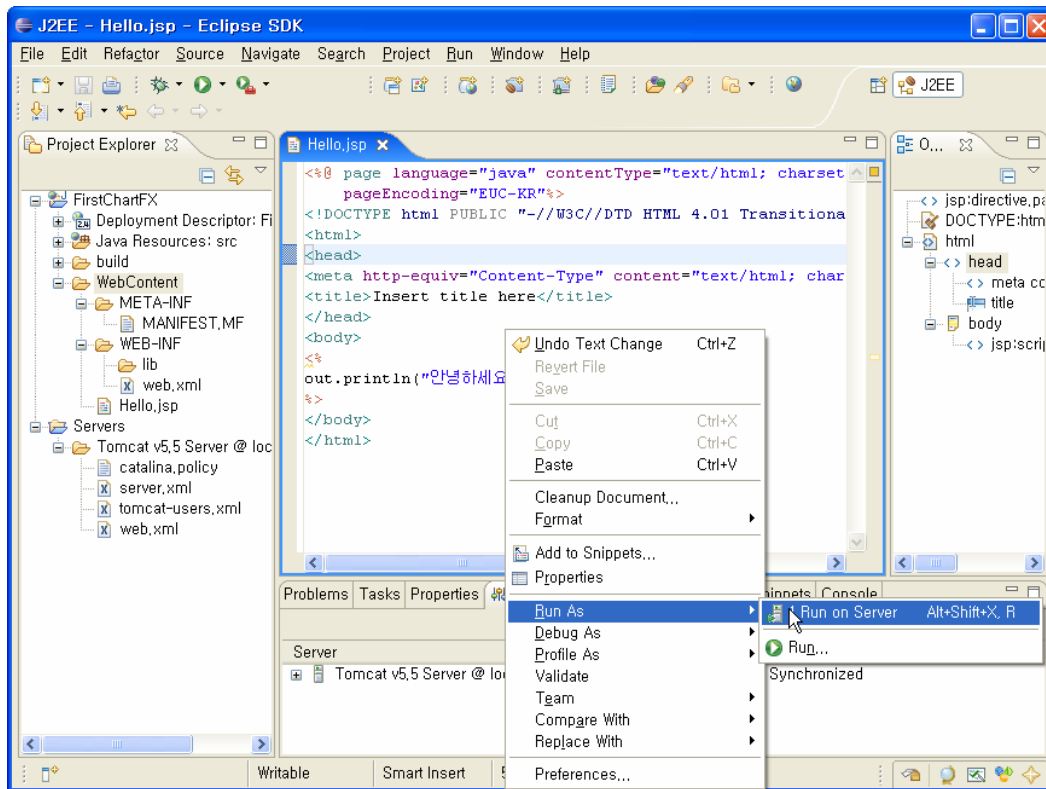 J2EE - Hello.jsp - Eclipse SDK
File Edit Refactor Source Navigate Search Project Run Window Help
J2EE
Project Explorer
FirstChartFX
Deployment Descriptor: Fi
Java Resources: src
build
WebContent
META-INF
MANIFEST.MF
WEB-INF
lib
web.xml
Hello.jsp
Servers
Tomcat v5.5 Server @ loc
catalina.policy
server.xml
tomcat-users.xml
web.xml
Hello.jsp
<%@ page language="java" contentType="text/html; charset
pageEncoding="EUC-KR"%>
<!DOCTYPE html PUBLIC "-//W3C//DTD HTML 4.01 Transitiona
<html>
<head>
<meta http-equiv="Content-Type" content="text/html; char
<title>Insert title here</title>
</head>
<body>
<%
out.println("안녕하세요
%>
</body>
</html>
O...
jsp:directive.pa
DOCTYPE:htm
html
head
meta co
title
body
jsp:scrip
Undo Text Change Ctrl+Z
Revert File
Save
Cut Ctrl+X
Copy Ctrl+C
Paste Ctrl+V
Cleanup Document...
Format
Add to Snippets...
Properties
Run As
Debug As
Profile As
Validate
Team
Compare With
Replace With
Preferences...
1 Run on Server Alt+Shift+X, R
Run...
Problems Tasks Properties Console
Server
Tomcat v5.5 Server @ lo
Synchronized
Writable Smart Insert